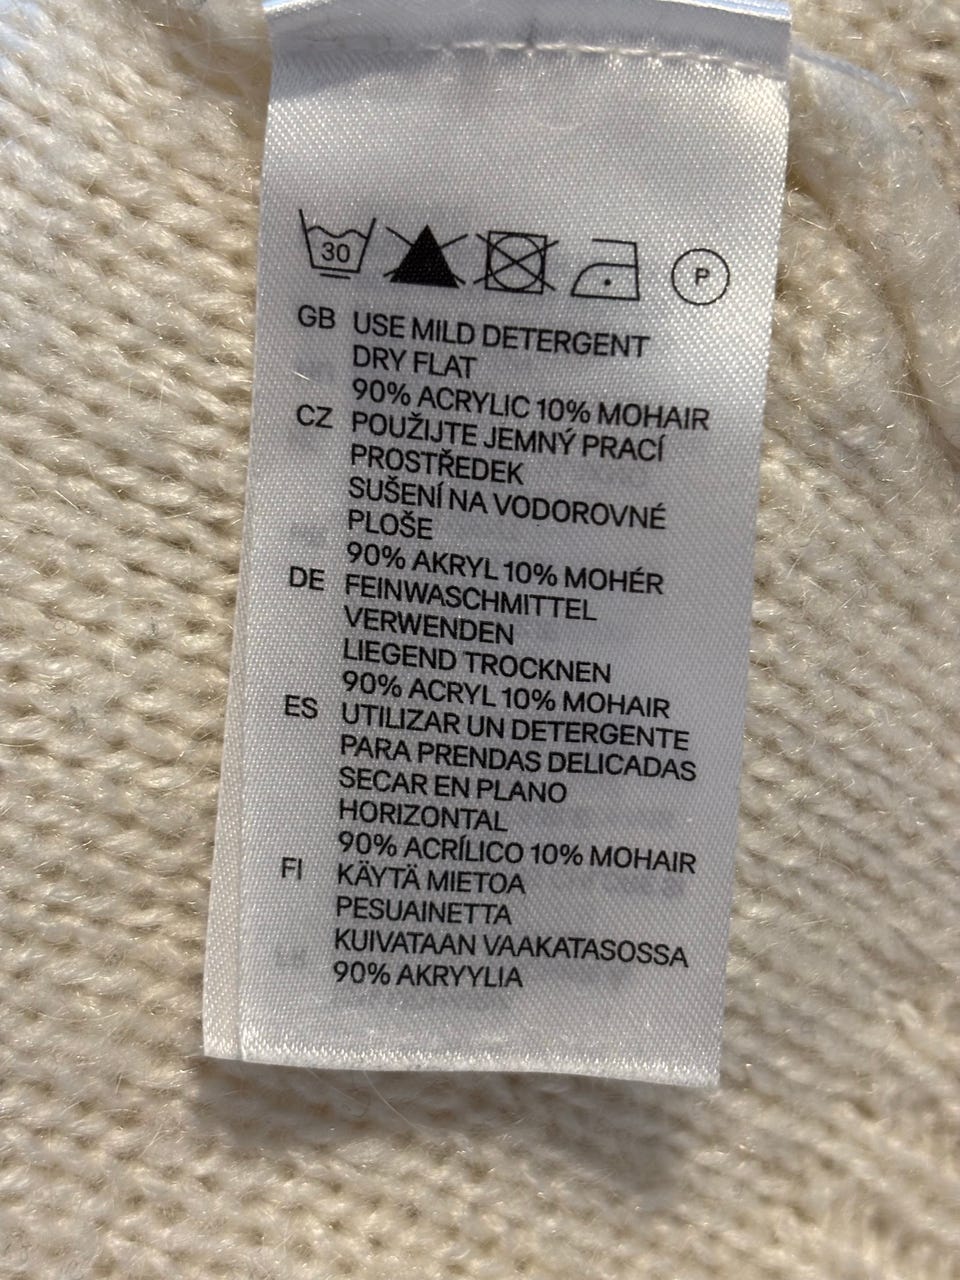 30
P
GB USE MILD DETERGENT
DRY FLAT
90% ACRYLIC 10% MOHAIR
CZ POUŽIJTE JEMNÝ PRACÍ
PROSTŘEDEK
SUŠENÍ NA VODOROVNÉ
PLOŠE
90% AKRYL 10% MOHÉR
DE FEINWASCHMITTEL
VERWENDEN
LIEGEND TROCKNEN
90% ACRYL 10% MOHAIR
ES UTILIZAR UN DETERGENTE
PARA PRENDAS DELICADAS
SECAR EN PLANO
HORIZONTAL
90% ACRÍLICO 10% MOHAIR
FI KÄYTÄ MIETOA
PESUAINETTA
KUIVATAAN VAAKATASOSSA
90% AKRYYLIA